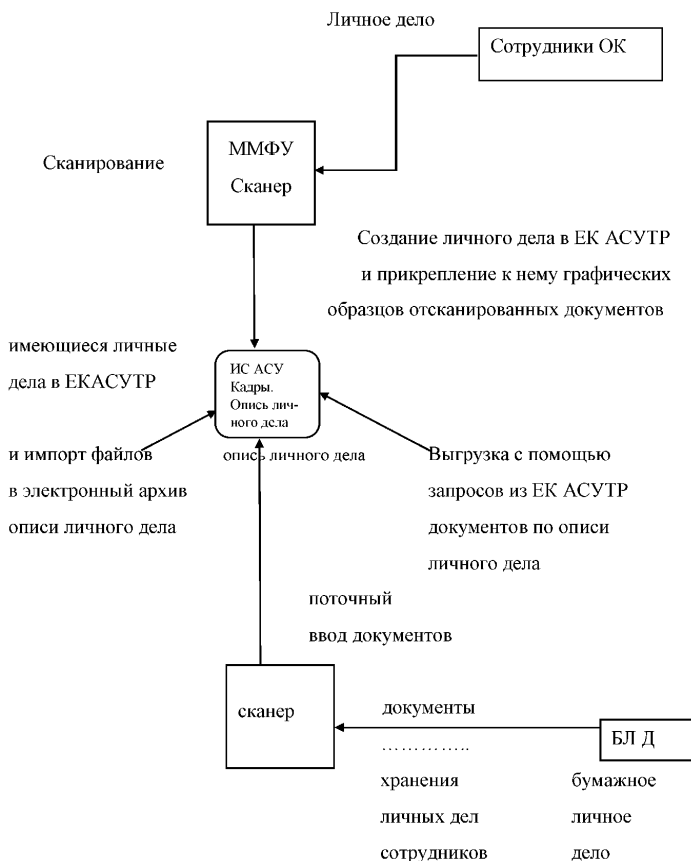 Личное дело
Сотрудники ОК
ММФУ
Сканер
Сканирование
Создание личного дела в ЕК АСУТР
и прикрепление к нему графических
образцов отсканированных документов
имеющиеся личные
дела в ЕКАСУТР
ИС АСУ
Кадры.
Опись лич-
ного дела
и импорт файлов
в электронный архив
описи личного дела
опись личного дела
Выгрузка с помощью
запросов из ЕК АСУТР
документов по описи
личного дела
поточный
ввод документов
сканер
документы
…………..
хранения
личных дел
сотрудников
БЛ Д
бумажное
личное
дело